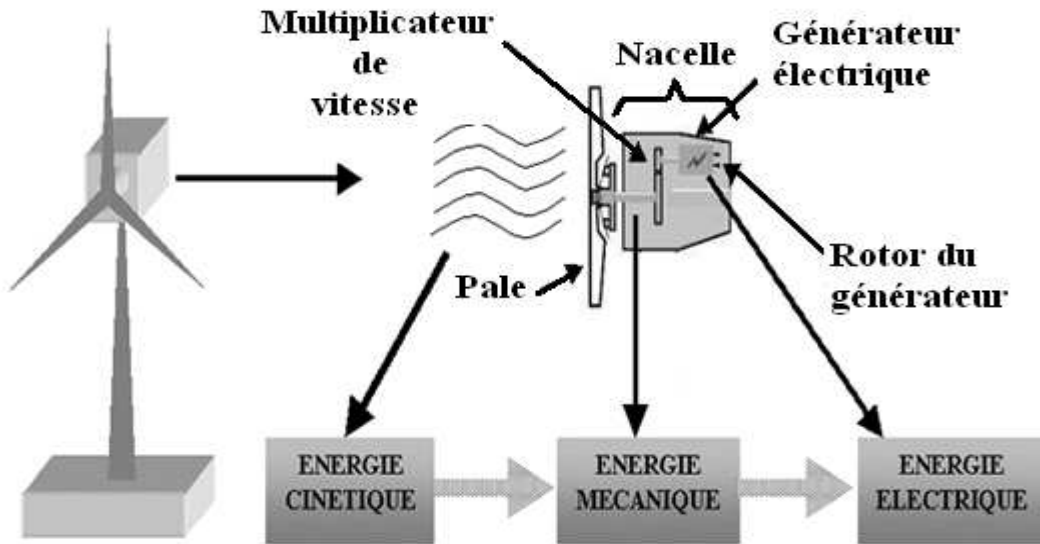 Multiplicateur
de
vitesse
Nacelle
Générateur
électrique
Pale
Rotor du
générateur
ENERGIE
CINETIQUE
ENERGIE
MECANIQUE
ENERGIE
ELECTRIQUE